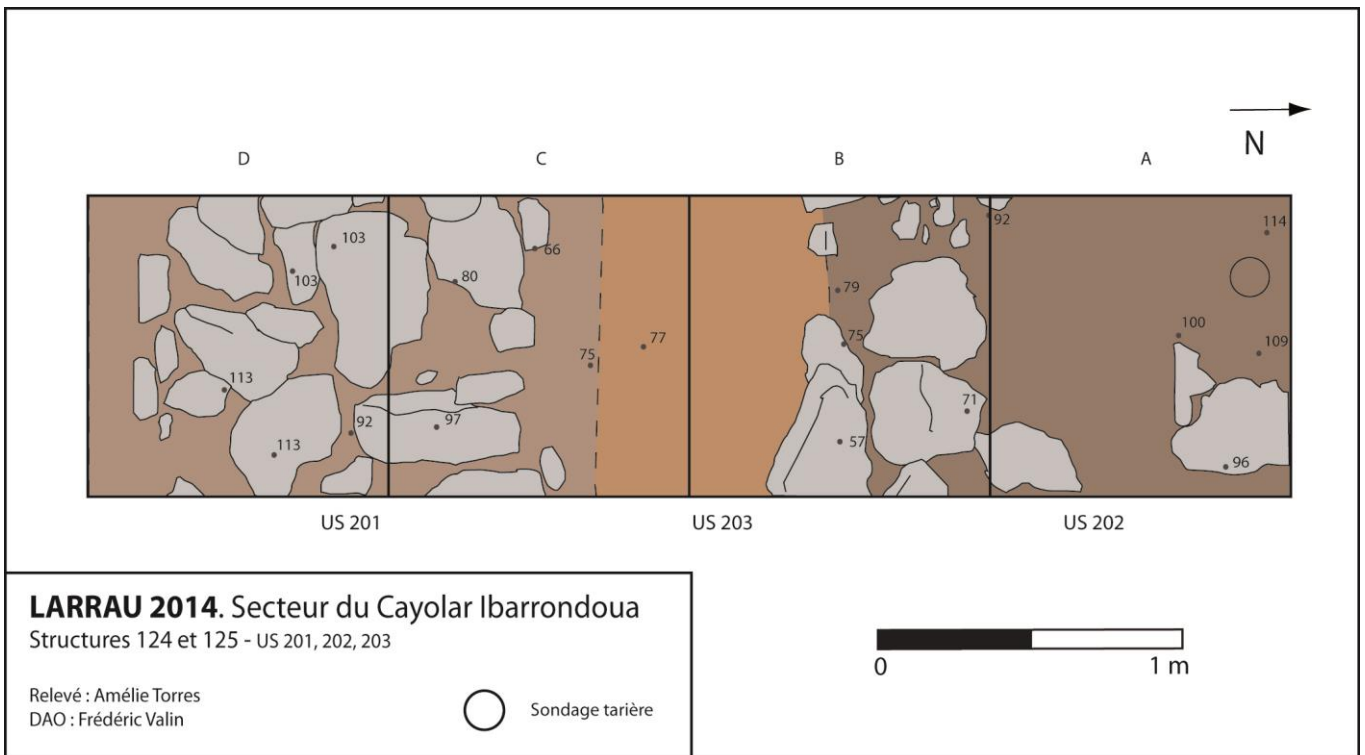 N
D C B A
92
114
103
66
103
80
79
100
77
75
109
75
113
71
92
97
57
113
96
US 201 US 203 US 202
LARRAU 2014. Secteur du Cayolar Ibarrondoua
Structures 124 et 125 - US 201, 202, 203
Relevé : Amélie Torres
DAO : Frédéric Valin
Sondage tarière
0 1 m